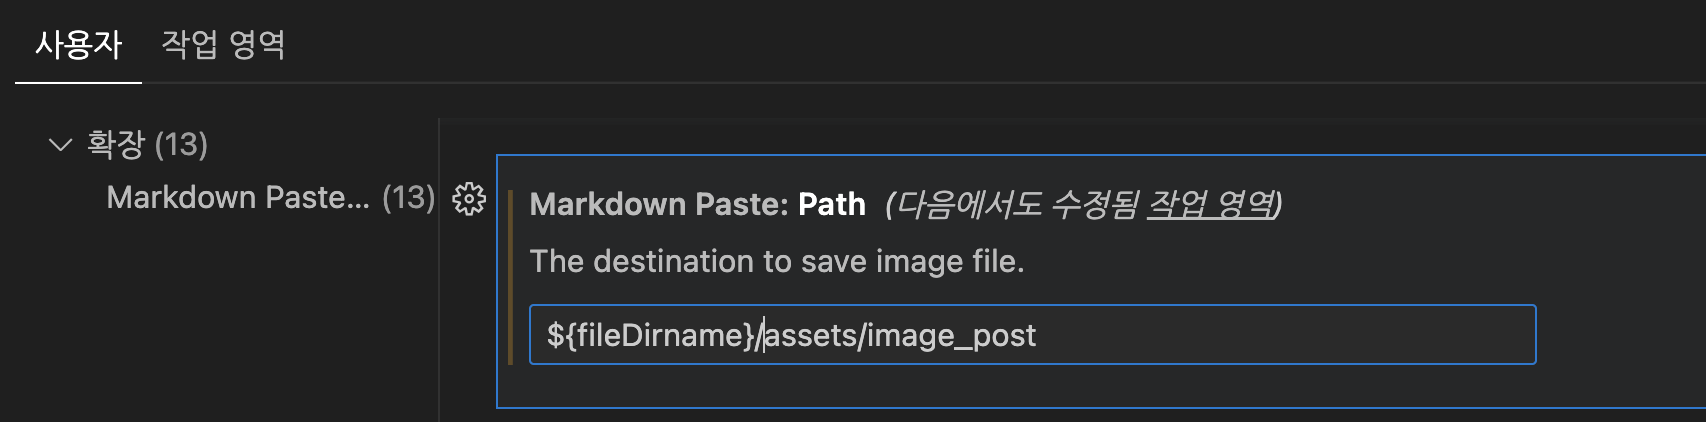 사용자 작업 영역
확장 (13)
Markdown Paste... (13)
Markdown Paste: Path (다음에서도 수정됨 작업 영역)
The destination to save image file.
${fileDirname}/assets/image_post